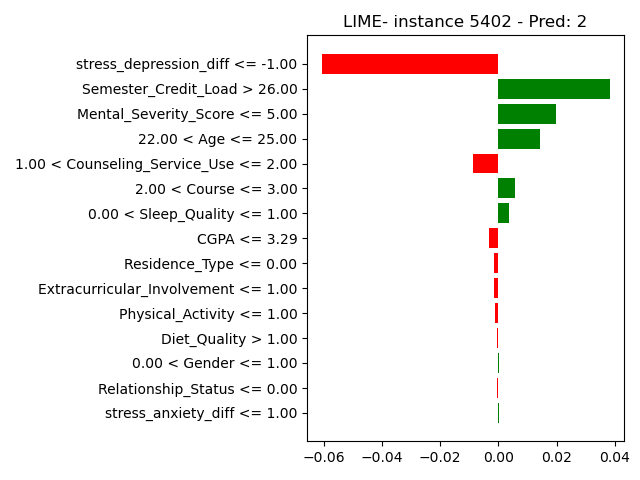 LIME- instance 5402 - Pred: 2
stress_depression_diff <= -1.00
Semester_Credit_Load > 26.00
Mental_Severity_Score <= 5.00
22.00 < Age <= 25.00
1.00 < Counseling_Service_Use <= 2.00
2.00 < Course <= 3.00
0.00 < Sleep_Quality <= 1.00
CGPA <= 3.29
Residence_Type <= 0.00
Extracurricular_Involvement <= 1.00
Physical_Activity <= 1.00
Diet_Quality > 1.00
0.00 < Gender <= 1.00
Relationship_Status <= 0.00
stress_anxiety_diff <= 1.00
−0.06 −0.04 −0.02 0.00 0.02 0.04